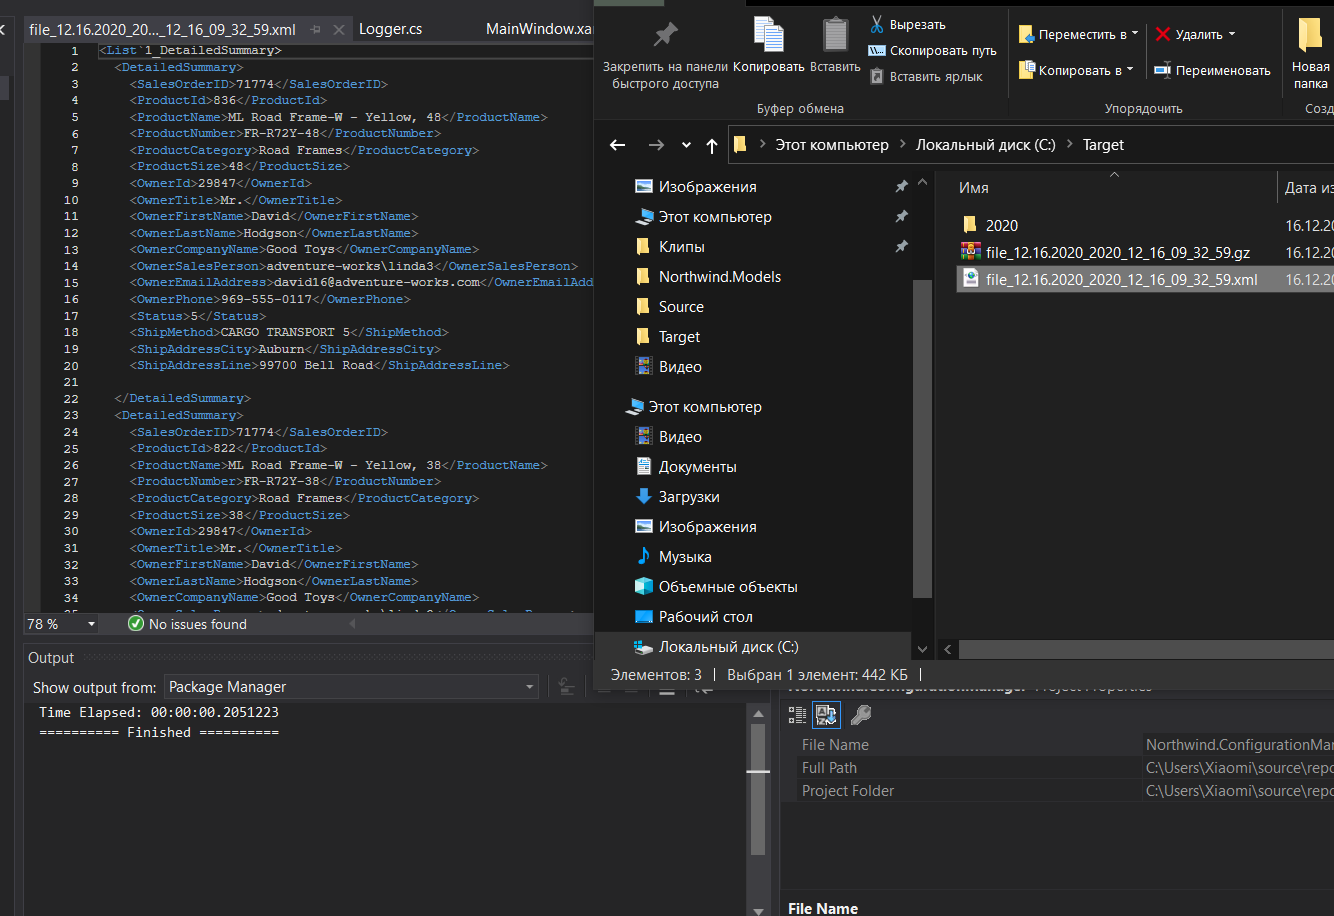 file_12.16.2020_20..._12_16_09_32_59.xml
Logger.cs
MainWindow.xa
1 <List`1_DetailedSummary>
2 <DetailedSummary>
3 <SalesOrderID>71774</SalesOrderID>
4 <ProductId>836</ProductId>
5 <ProductName>ML Road Frame-W - Yellow, 48</ProductName>
6 <ProductNumber>FR-R72Y-48</ProductNumber>
7 <ProductCategory>Road Frames</ProductCategory>
8 <ProductSize>48</ProductSize>
9 <OwnerId>29847</OwnerId>
10 <OwnerTitle>Mr.</OwnerTitle>
11 <OwnerFirstName>David</OwnerFirstName>
12 <OwnerLastName>Hodgson</OwnerLastName>
13 <OwnerCompanyName>Good Toys</OwnerCompanyName>
14 <OwnerSalesPerson>adventure-works\linda3</OwnerSalesPerson>
15 <OwnerEmailAddress>david16@adventure-works.com</OwnerEmailAdd
16 <OwnerPhone>969-555-0117</OwnerPhone>
17 <Status>5</Status>
18 <ShipMethod>CARGO TRANSPORT 5</ShipMethod>
19 <ShipAddressCity>Auburn</ShipAddressCity>
20 <ShipAddressLine>99700 Bell Road</ShipAddressLine>
21
22 </DetailedSummary>
23 <DetailedSummary>
24 <SalesOrderID>71774</SalesOrderID>
25 <ProductId>822</ProductId>
26 <ProductName>ML Road Frame-W - Yellow, 38</ProductName>
27 <ProductNumber>FR-R72Y-38</ProductNumber>
28 <ProductCategory>Road Frames</ProductCategory>
29 <ProductSize>38</ProductSize>
30 <OwnerId>29847</OwnerId>
31 <OwnerTitle>Mr.</OwnerTitle>
32 <OwnerFirstName>David</OwnerFirstName>
33 <OwnerLastName>Hodgson</OwnerLastName>
34 <OwnerCompanyName>Good Toys</OwnerCompanyName>
78 %
No issues found
Output
Show output from: Package Manager
Time Elapsed: 00:00:00.2051223
========== Finished ==========
Закрепить на панели
быстрого доступа
Копировать
Вставить
Вырезать
Скопировать путь
Вставить ярлык
Буфер обмена
Переместить в
Копировать в
Удалить
Переименовать
Упорядочить
Новая
папка
Созд
Этот компьютер
Локальный диск (C:)
Target
Изображения
Этот компьютер
Клипы
Northwind.Models
Source
Target
Видео
Этот компьютер
Видео
Документы
Загрузки
Изображения
Музыка
Объемные объекты
Рабочий стол
Локальный диск (C:)
Имя
Дата из
2020
16.12.20
file_12.16.2020_2020_12_16_09_32_59.gz
16.12.20
file_12.16.2020_2020_12_16_09_32_59.xml
16.12.20
Элементов: 3
Выбран 1 элемент: 442 КБ
Northwind.ConfigurationManager Project Properties
File Name
Northwind.ConfigurationMar
Full Path
C:\Users\Xiaomi\source\repo
Project Folder
C:\Users\Xiaomi\source\repo
File Name